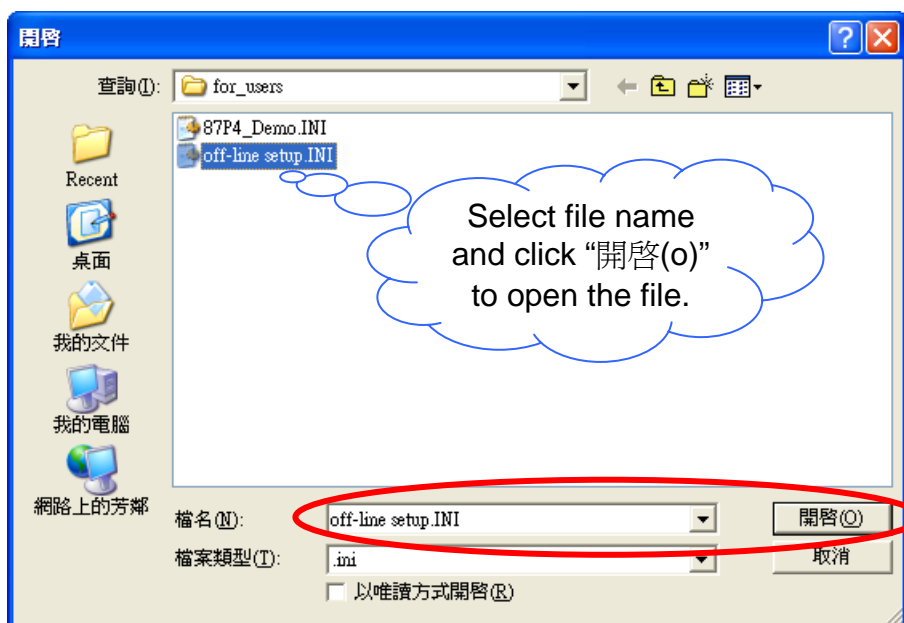 開啓
查詢(I):
for_users
87P4_Demo.INI
off-line setup.INI
Select file name
and click “開啓(o)”
to open the file.
Recent
桌面
我的文件
我的電腦
網路上的芳鄰
檔名(N):
off-line setup.INI
開啓(O)
檔案類型(T):
.ini
取消
以唯讀方式開啓(R)